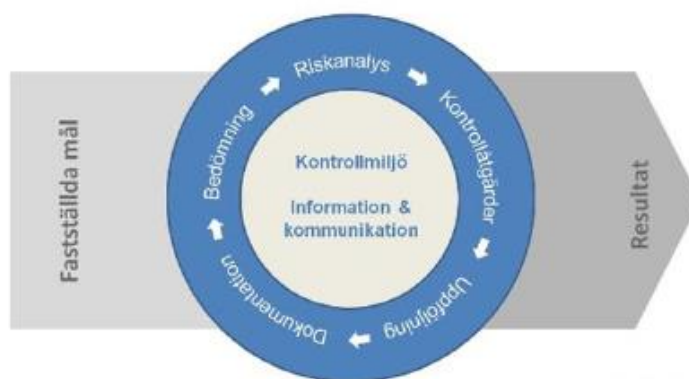 Fastställda mål
Riskanalys
Kontrollåtgärder
Uppföljning
Dokumentation
Bedömning
Kontrollmiljö
Information &
kommunikation
Resultat